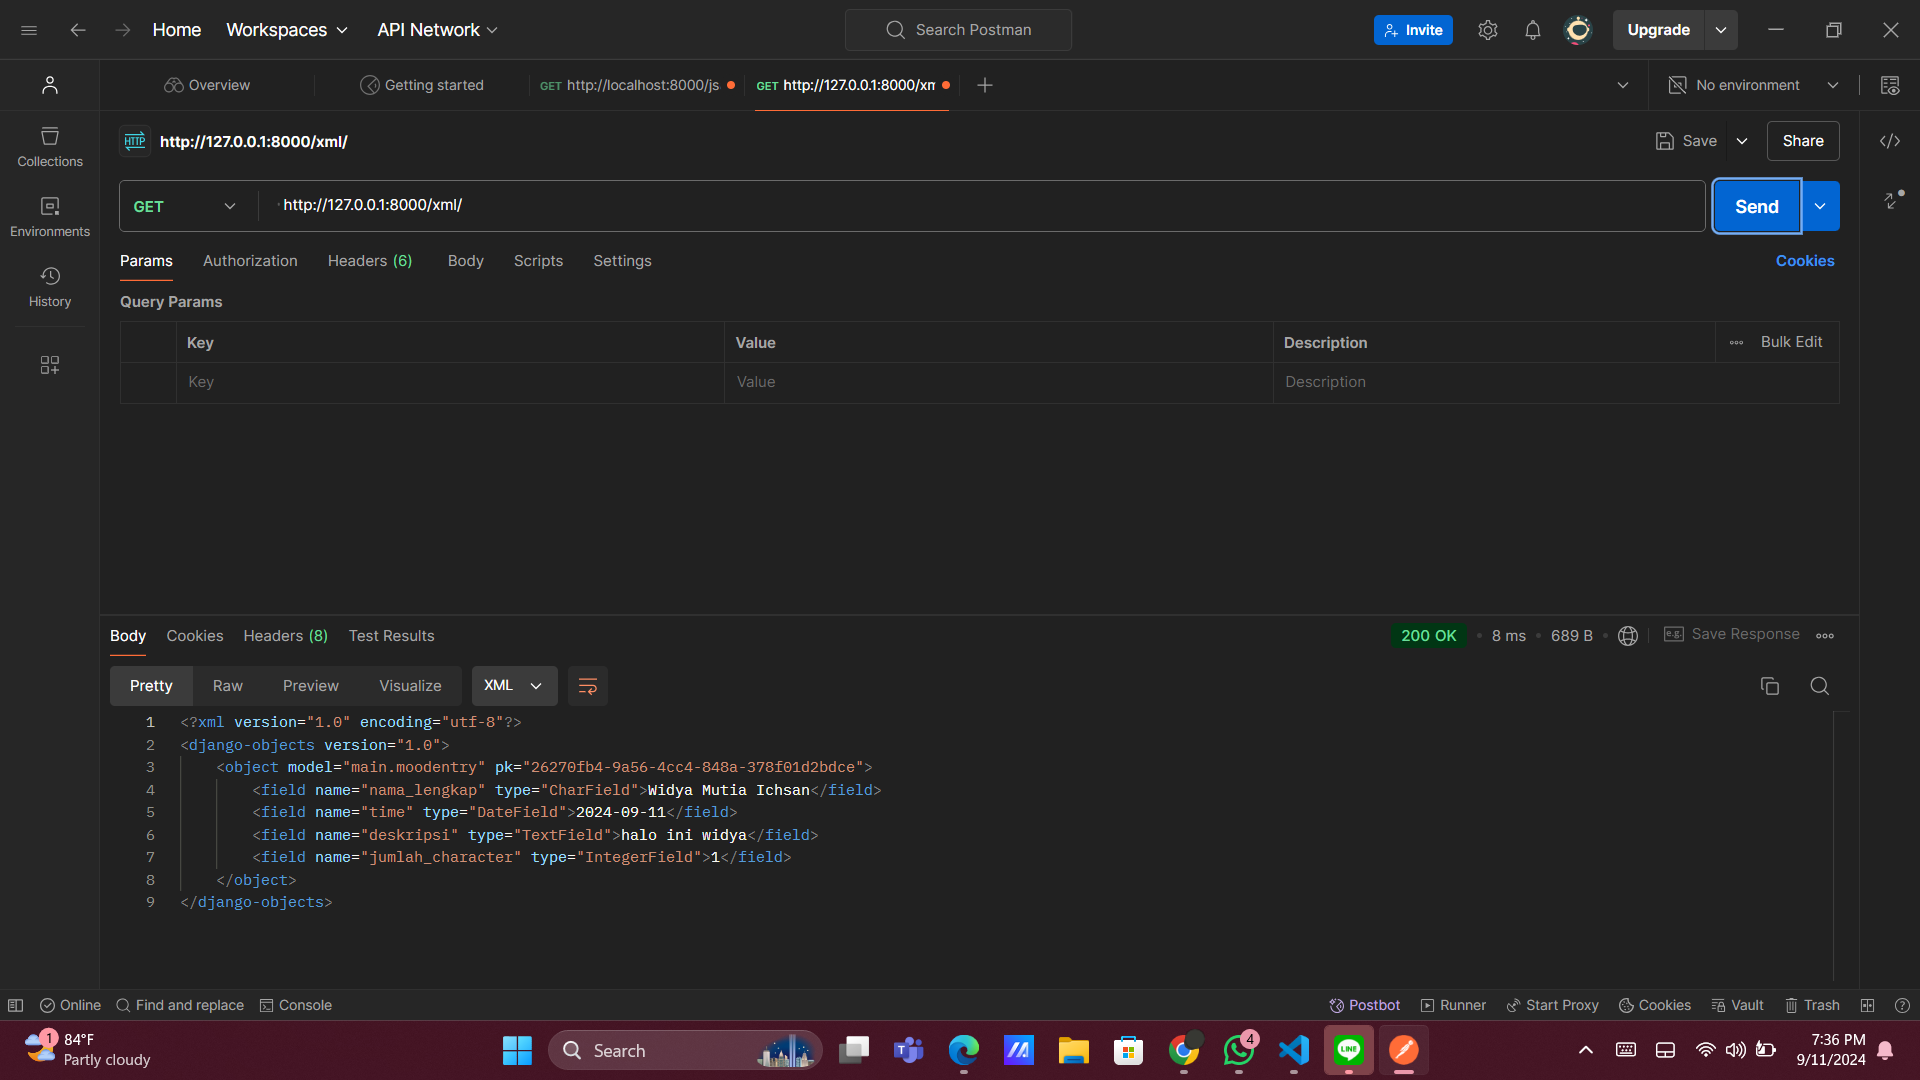 Home Workspaces API Network Search Postman Invite Upgrade
Overview Getting started GET http://localhost:8000/js GET http://127.0.0.1:8000/xm No environment
HTTP http://127.0.0.1:8000/xml/ Save Share
Collections
GET http://127.0.0.1:8000/xml/ Send
Environments
Params Authorization Headers (6) Body Scripts Settings Cookies
History
Query Params
Key Value Description Bulk Edit
Key Value Description
Body Cookies Headers (8) Test Results 200 OK 8 ms 689 B e.g. Save Response
Pretty Raw Preview Visualize XML
1 <?xml version="1.0" encoding="utf-8"?>
2 <django-objects version="1.0">
3 <object model="main.moodentry" pk="26270fb4-9a56-4cc4-848a-378f01d2bdce">
4 <field name="nama_lengkap" type="CharField">Widya Mutia Ichsan</field>
5 <field name="time" type="DateField">2024-09-11</field>
6 <field name="deskripsi" type="TextField">halo ini widya</field>
7 <field name="jumlah_character" type="IntegerField">1</field>
8 </object>
9 </django-objects>
Online Find and replace Console Postbot Runner Start Proxy Cookies Vault Trash
1 84°F Search 4 LINE 7:36 PM
Partly cloudy 9/11/2024